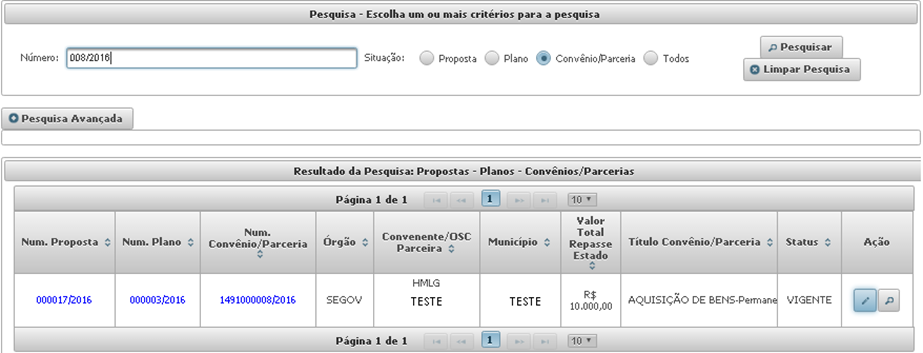 Pesquisa - Escolha um ou mais critérios para a pesquisa
Número: 008/2016 Situação: Proposta Plano Convênio/Parceria Todos Pesquisar
Limpar Pesquisa
Pesquisa Avançada
Resultado da Pesquisa: Propostas - Planos - Convênios/Parcerias
Página 1 de 1 1 10
Num. Proposta Num. Plano Num. Convênio/Parceria Órgão Convenente/OSC Parceira Município Valor Total Repasse Estado Título Convênio/Parceria Status Ação
000017/2016 000003/2016 1491000008/2016 SEGOV HMLG TESTE TESTE R$ 10.000,00 AQUISIÇÃO DE BENS-Permane VIGENTE
Página 1 de 1 1 10